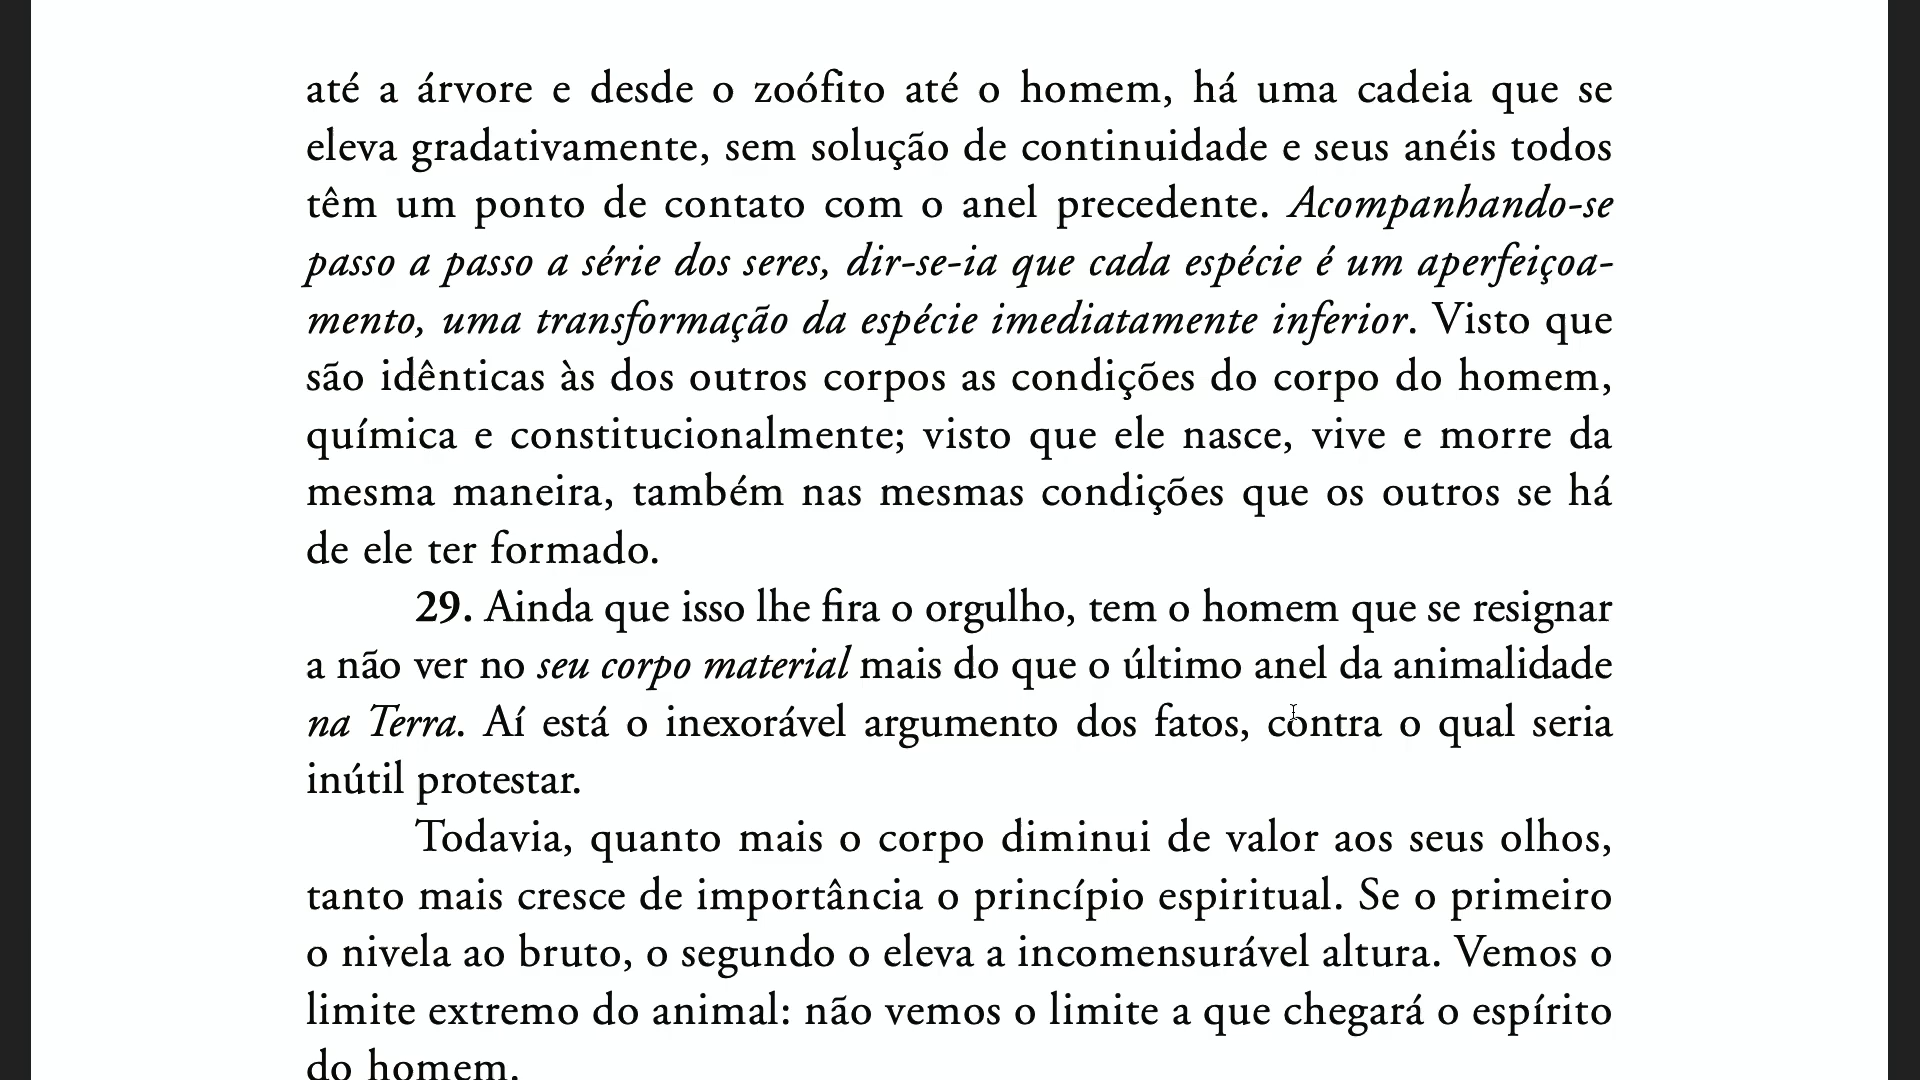 até a árvore e desde o zoófito até o homem, há uma cadeia que se
eleva gradativamente, sem solução de continuidade e seus anéis todos
têm um ponto de contato com o anel precedente. Acompanhando-se
passo a passo a série dos seres, dir-se-ia que cada espécie é um aperfeiçoa-
mento, uma transformação da espécie imediatamente inferior. Visto que
são idênticas às dos outros corpos as condições do corpo do homem,
química e constitucionalmente; visto que ele nasce, vive e morre da
mesma maneira, também nas mesmas condições que os outros se há
de ele ter formado.
29. Ainda que isso lhe fira o orgulho, tem o homem que se resignar
a não ver no seu corpo material mais do que o último anel da animalidade
na Terra. Aí está o inexorável argumento dos fatos, contra o qual seria
inútil protestar.
Todavia, quanto mais o corpo diminui de valor aos seus olhos,
tanto mais cresce de importância o princípio espiritual. Se o primeiro
o nivela ao bruto, o segundo o eleva a incomensurável altura. Vemos o
limite extremo do animal: não vemos o limite a que chegará o espírito
do homem.